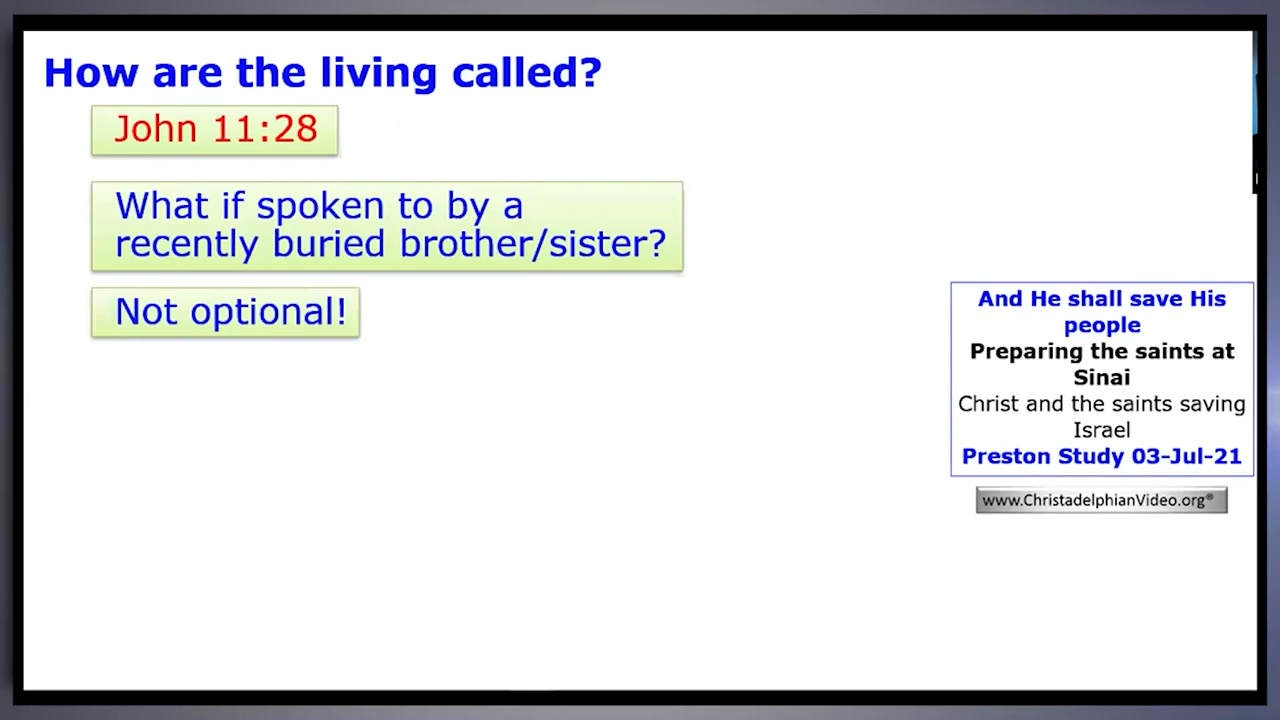 How are the living called?
John 11:28
What if spoken to by a
recently buried brother/sister?
Not optional!
And He shall save His
people
Preparing the saints at
Sinai
Christ and the saints saving
Israel
Preston Study 03-Jul-21
www.ChristadelphianVideo.org®